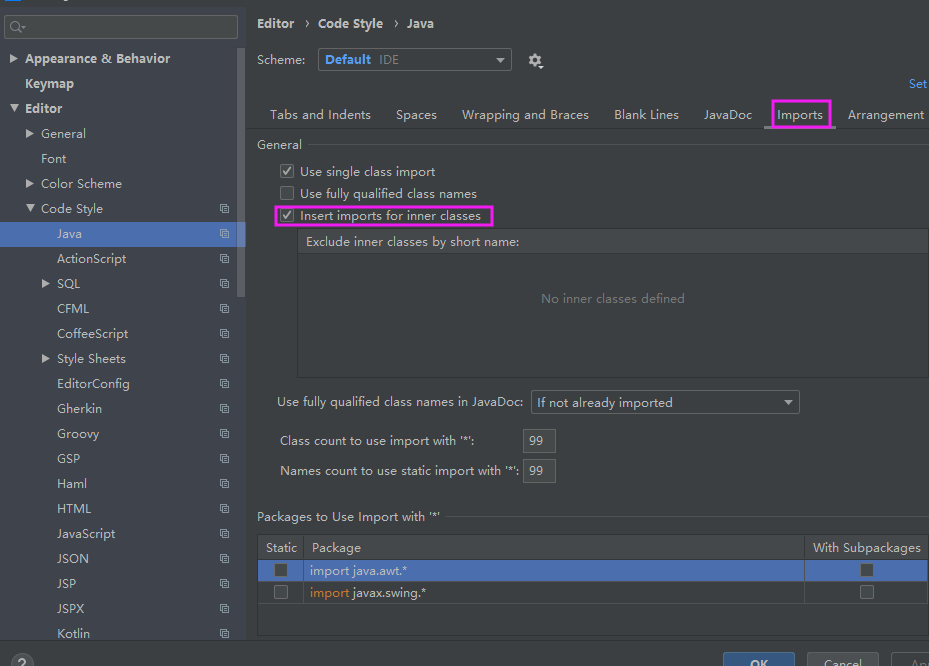 Editor › Code Style › Java
Scheme: Default IDE
Set
Appearance & Behavior
Keymap
Editor
General
Font
Color Scheme
Code Style
Java
ActionScript
SQL
CFML
CoffeeScript
Style Sheets
EditorConfig
Gherkin
Groovy
GSP
Haml
HTML
JavaScript
JSON
JSP
JSPX
Kotlin
?
Tabs and Indents Spaces Wrapping and Braces Blank Lines JavaDoc Imports Arrangement
General
Use single class import
Use fully qualified class names
Insert imports for inner classes
Exclude inner classes by short name:
No inner classes defined
Use fully qualified class names in JavaDoc: If not already imported
Class count to use import with '*': 99
Names count to use static import with '*': 99
Packages to Use Import with '*'
Static Package With Subpackages
import java.awt.*
import javax.swing.*
OK Cancel